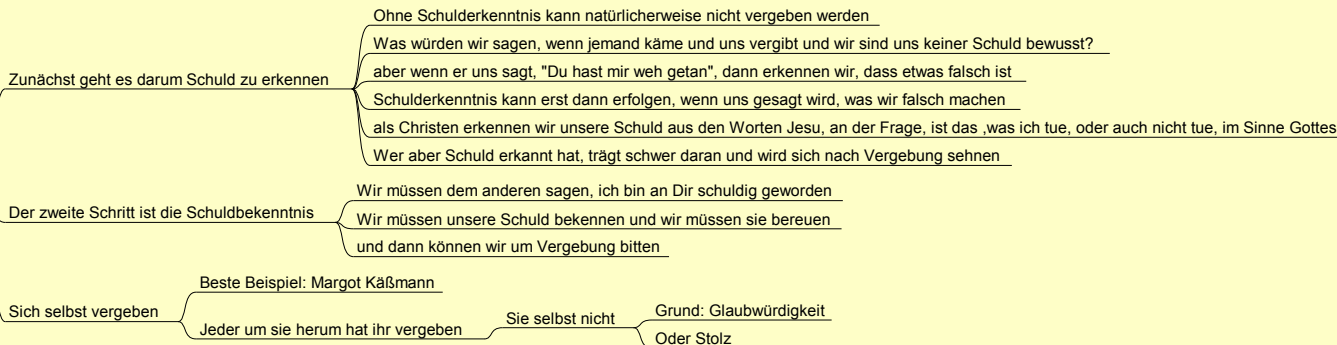 Ohne Schulderkenntnis kann natürlicherweise nicht vergeben werden
Was würden wir sagen, wenn jemand käme und uns vergibt und wir sind uns keiner Schuld bewusst?
Zunächst geht es darum Schuld zu erkennen
aber wenn er uns sagt, "Du hast mir weh getan", dann erkennen wir, dass etwas falsch ist
Schulderkenntnis kann erst dann erfolgen, wenn uns gesagt wird, was wir falsch machen
als Christen erkennen wir unsere Schuld aus den Worten Jesu, an der Frage, ist das ,was ich tue, oder auch nicht tue, im Sinne Gottes
Wer aber Schuld erkannt hat, trägt schwer daran und wird sich nach Vergebung sehnen
Der zweite Schritt ist die Schuldbekenntnis
Wir müssen dem anderen sagen, ich bin an Dir schuldig geworden
Wir müssen unsere Schuld bekennen und wir müssen sie bereuen
und dann können wir um Vergebung bitten
Sich selbst vergeben
Beste Beispiel: Margot Käßmann
Jeder um sie herum hat ihr vergeben
Sie selbst nicht
Grund: Glaubwürdigkeit
Oder Stolz